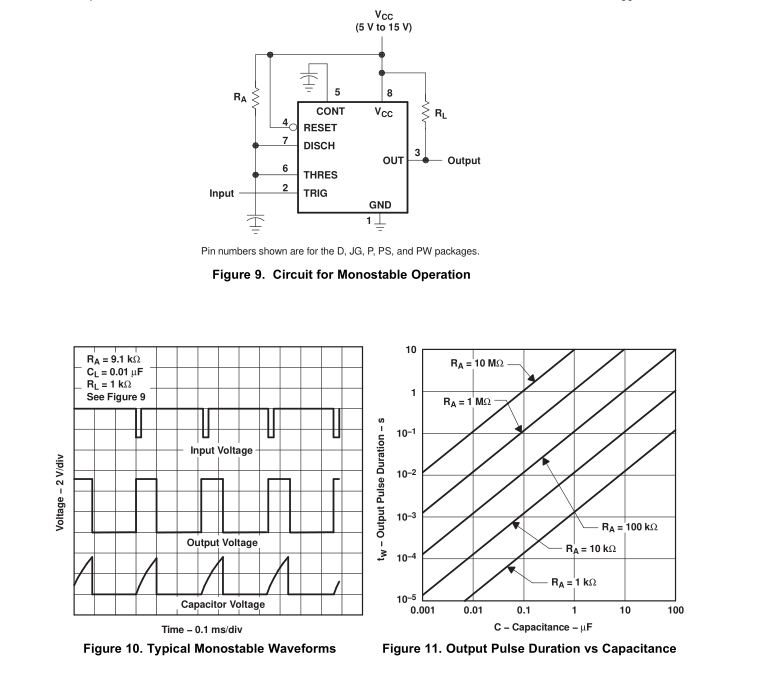 V_CC
(5 V to 15 V)
R_A
5
8
CONT
V_CC
R_L
4
RESET
7
DISCH
OUT
3
Output
6
THRES
Input
2
TRIG
GND
1
Pin numbers shown are for the D, JG, P, PS, and PW packages.
Figure 9. Circuit for Monostable Operation
R_A = 9.1 kΩ
C_L = 0.01 μF
R_L = 1 kΩ
See Figure 9
Input Voltage
Output Voltage
Capacitor Voltage
Voltage – 2 V/div
Time – 0.1 ms/div
Figure 10. Typical Monostable Waveforms
10
1
10⁻¹
10⁻²
10⁻³
10⁻⁴
10⁻⁵
t_w – Output Pulse Duration – s
R_A = 10 MΩ
R_A = 1 MΩ
R_A = 100 kΩ
R_A = 10 kΩ
R_A = 1 kΩ
0.001 0.01 0.1 1 10 100
C – Capacitance – μF
Figure 11. Output Pulse Duration vs Capacitance